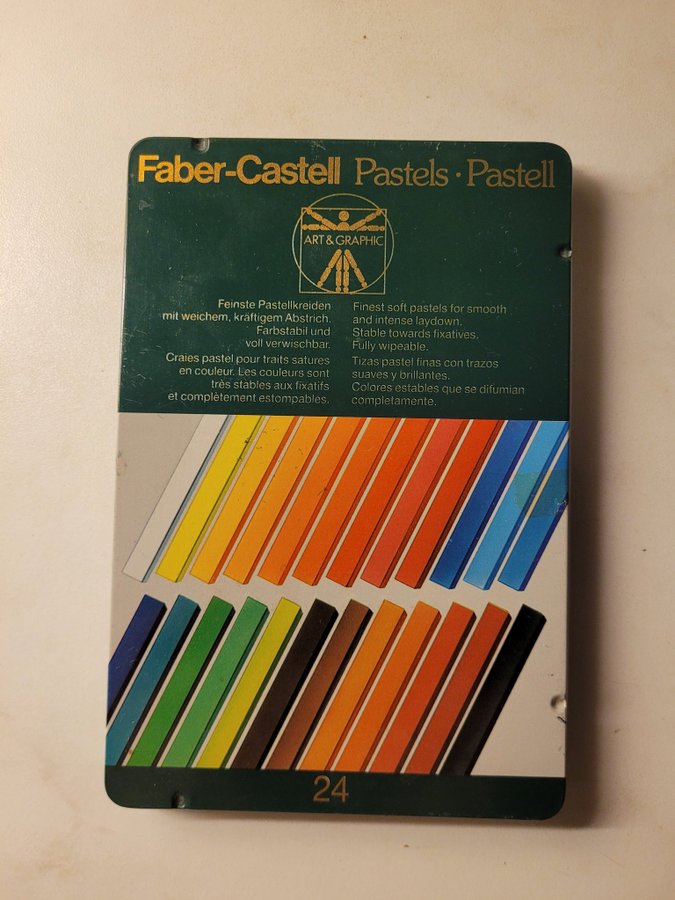 Faber-Castell Pastels · Pastell
ART & GRAPHIC
Feinste Pastellkreiden
mit weichem, kräftigem Abstrich.
Farbstabil und
voll verwischbar.
Craies pastel pour traits satures
en couleur. Les couleurs sont
très stables aux fixatifs
et complètement estompables.
Finest soft pastels for smooth
and intense laydown.
Stable towards fixatives.
Fully wipeable.
Tizas pastel finas con trazos
suaves y brillantes.
Colores estables que se difumian
completamente.
24